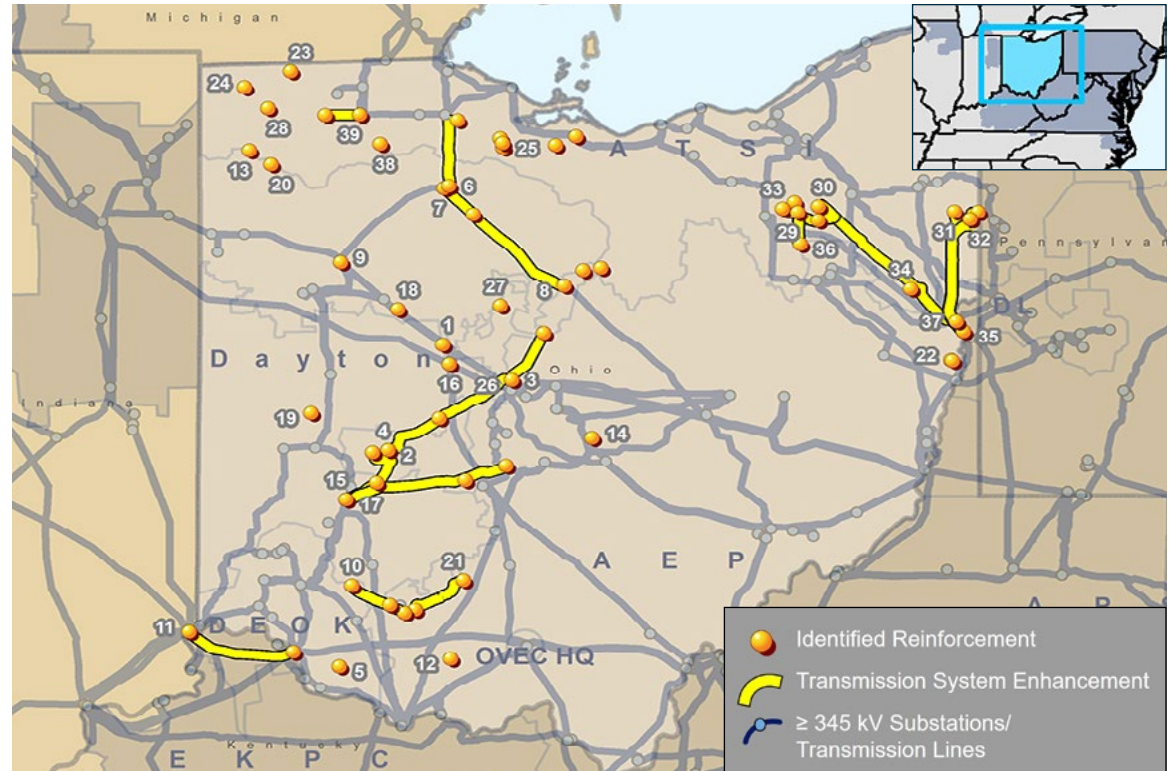 Michigan
23
24
28
39
38
25
A T S I
13
20
6
7
33
30
29
36
31
32
Pennsylvan
9
34
8
27
18
37
DL
35
1
22
Dayton
16
26
3
Ohio
Indiana
19
4
14
2
15
17
10
21
A E P
A P
11
D E O K
5
12
OVEC HQ
Kentucky
E K P C
Identified Reinforcement
Transmission System Enhancement
≥ 345 kV Substations/
Transmission Lines